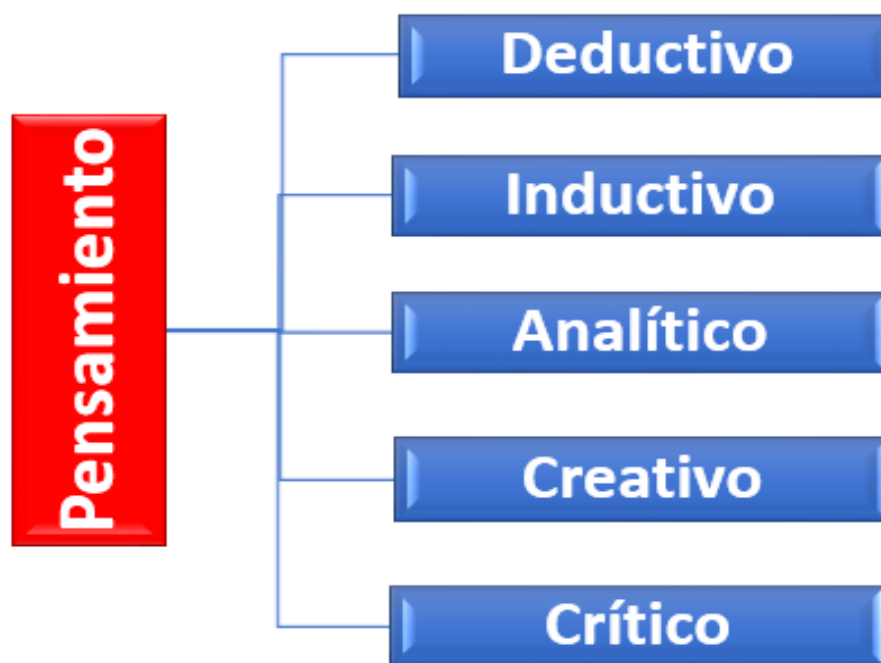 Pensamiento
Deductivo
Inductivo
Analítico
Creativo
Crítico